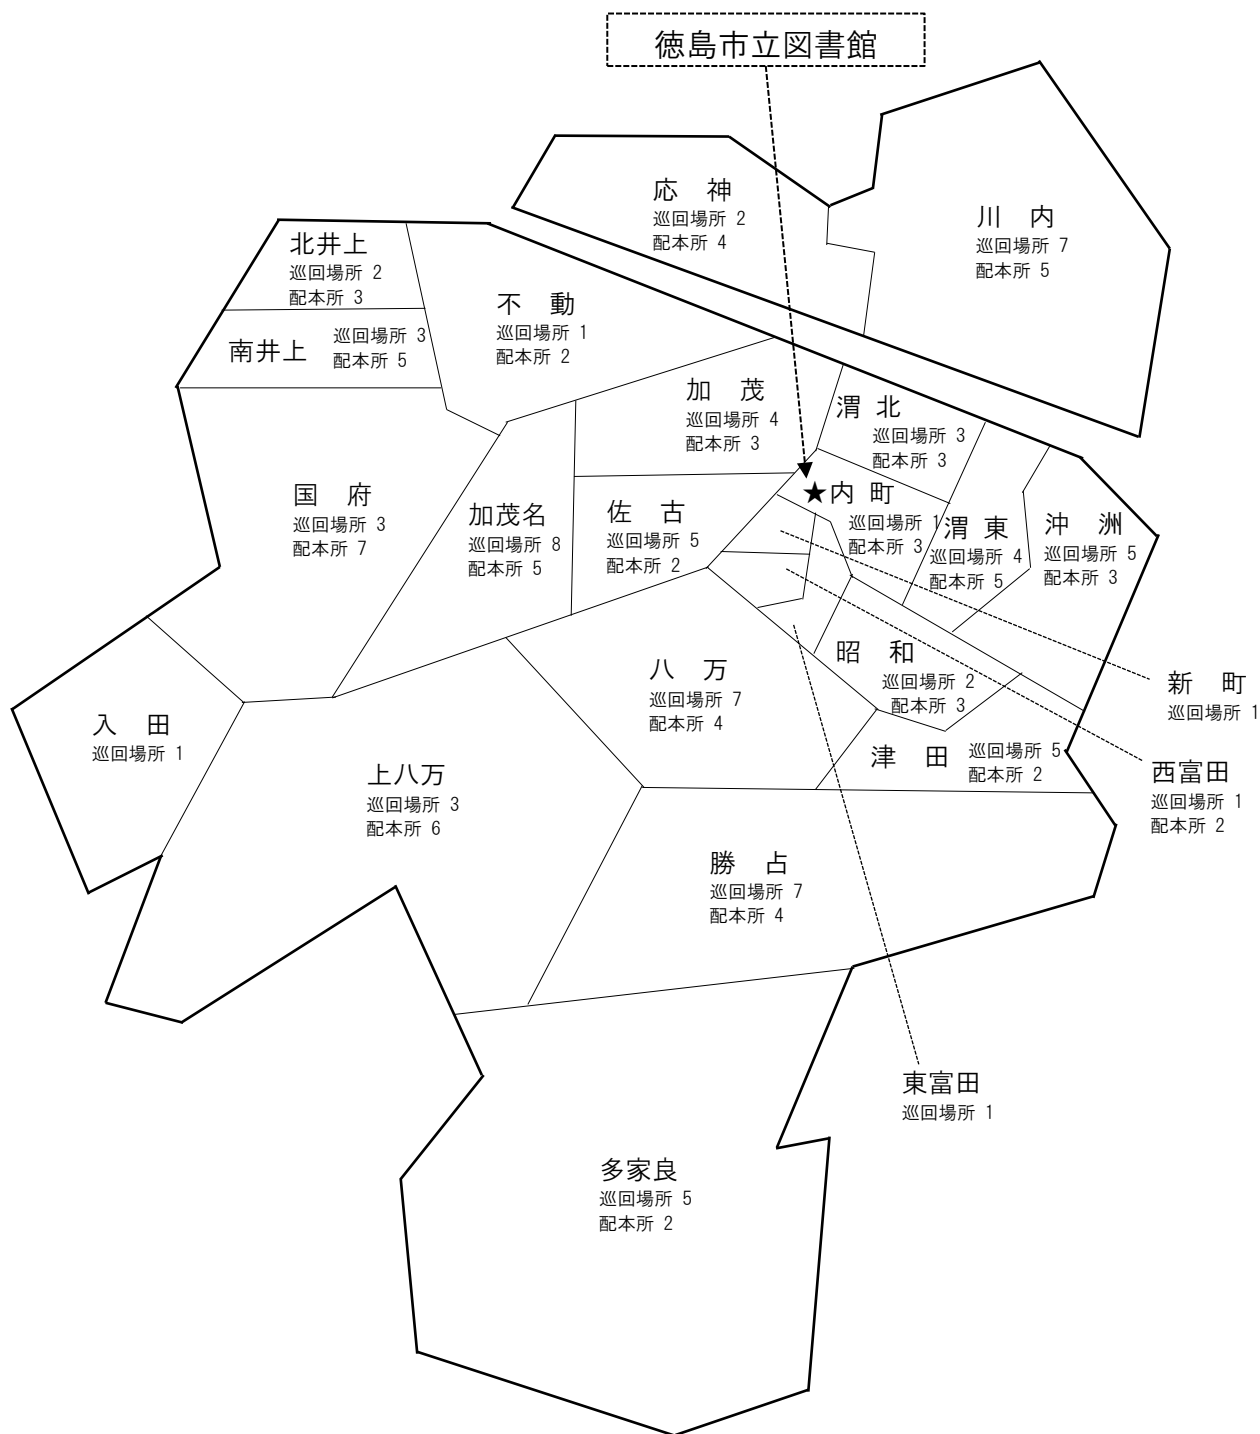 徳島市立図書館
応　神
巡回場所 2
配本所 4
川　内
巡回場所 7
配本所 5
北井上
巡回場所 2
配本所 3
不　動
巡回場所 1
配本所 2
南井上
巡回場所 3
配本所 5
加　茂
巡回場所 4
配本所 3
渭 北
巡回場所 3
配本所 3
国　府
巡回場所 3
配本所 7
加茂名
巡回場所 8
配本所 5
佐　古
巡回場所 5
配本所 2
★内 町
巡回場所 1
配本所 3
渭 東
巡回場所 4
配本所 5
沖　洲
巡回場所 5
配本所 3
八　万
巡回場所 7
配本所 4
昭　和
巡回場所 2
配本所 3
新　町
巡回場所 1
入　田
巡回場所 1
上八万
巡回場所 3
配本所 6
津　田
巡回場所 5
配本所 2
西富田
巡回場所 1
配本所 2
勝　占
巡回場所 7
配本所 4
東富田
巡回場所 1
多家良
巡回場所 5
配本所 2